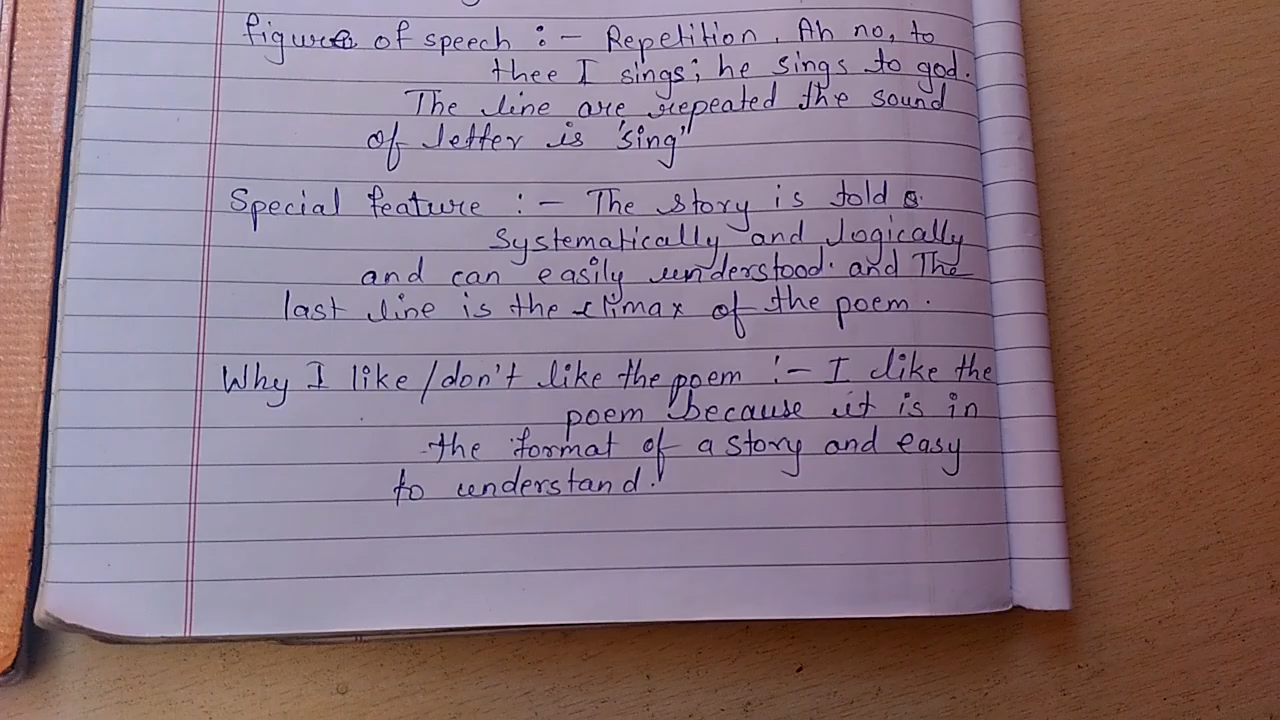 figure of speech :- Repetition. Ah no, to
thee I sings; he sings to god.
The line are repeated the sound
of letter is 'sing"
Special feature :- The story is told
systematically and logically
and can easily understood. and The
last line is the climax of the poem.
Why I like/don't like the poem :- I like the
poem because it is in
the format of a story and easy
to understand.